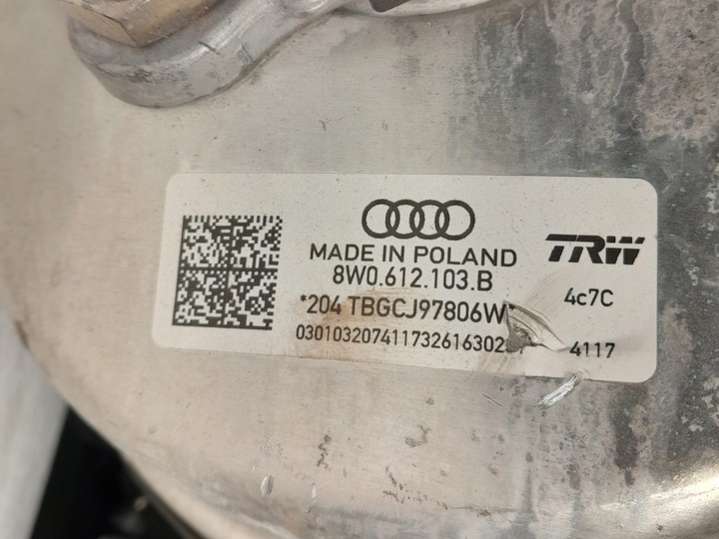 MADE IN POLAND
TRW
8W0.612.103.B
4c7C
*204 TBGCJ97806W*
4117